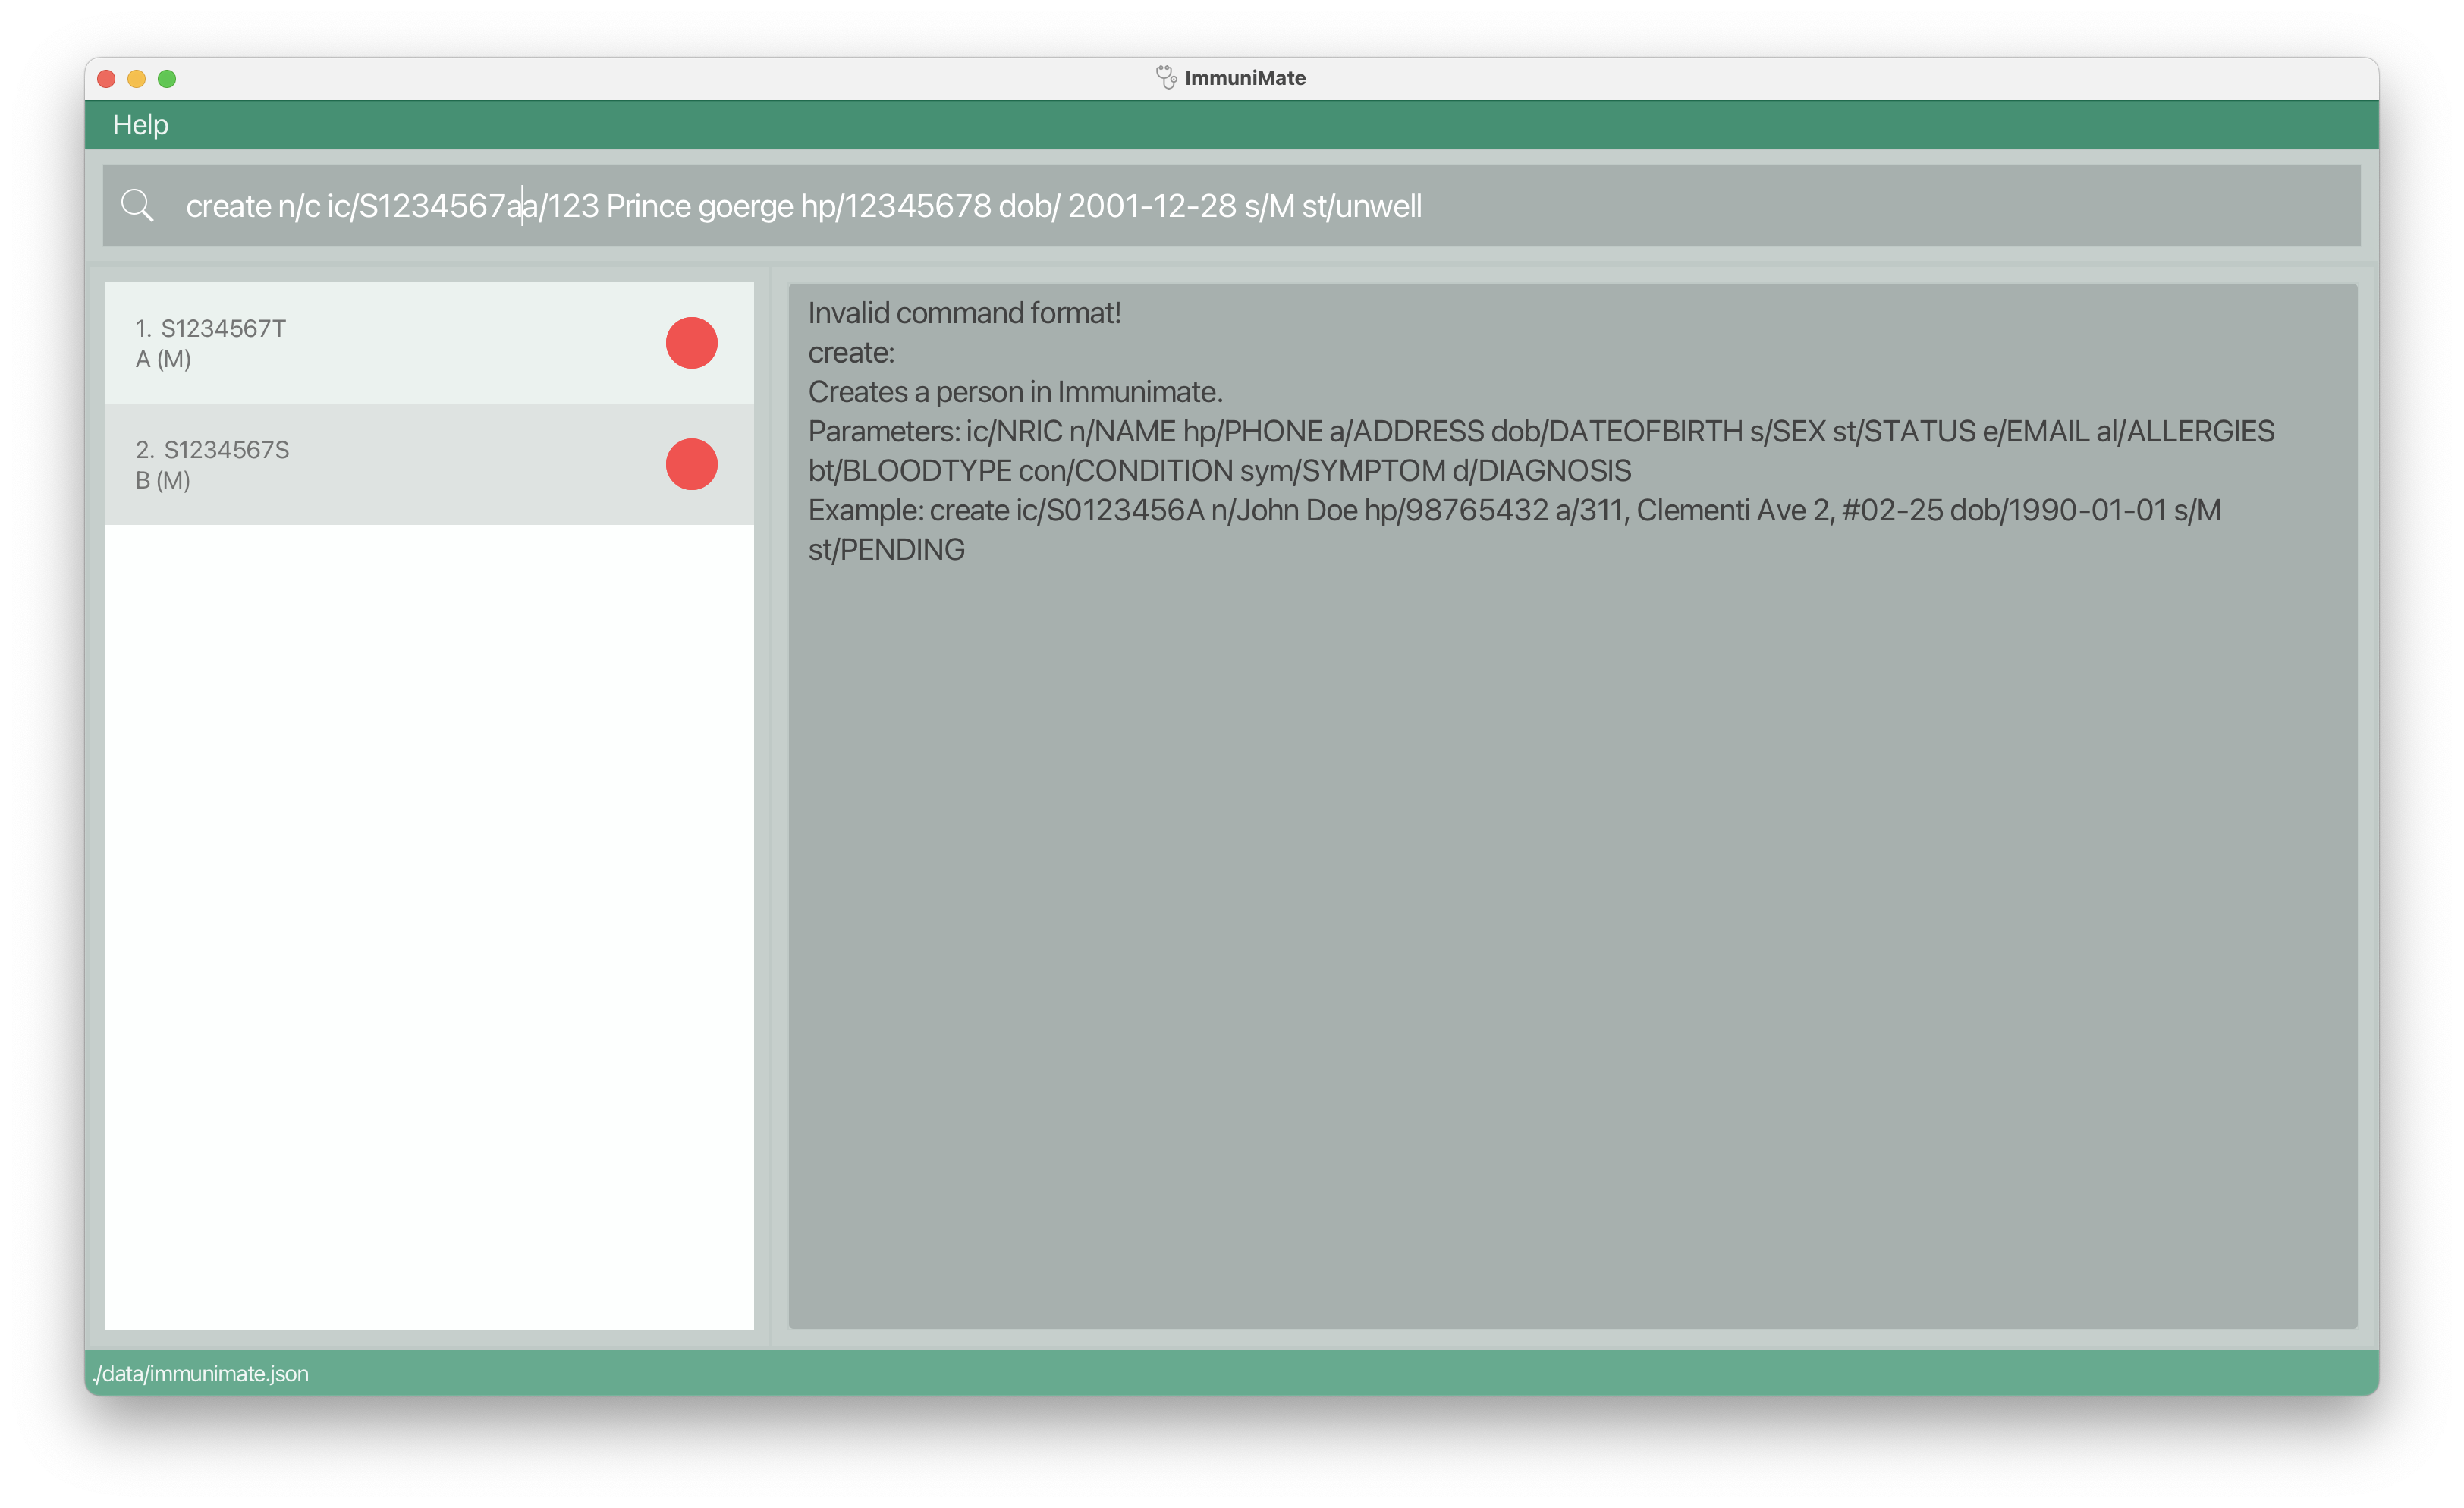 ImmuniMate
Help
create n/c ic/S1234567aa/123 Prince goerge hp/12345678 dob/ 2001-12-28 s/M st/unwell
1. S1234567T
A (M)
2. S1234567S
B (M)
Invalid command format!
create:
Creates a person in Immunimate.
Parameters: ic/NRIC n/NAME hp/PHONE a/ADDRESS dob/DATEOFBIRTH s/SEX st/STATUS e/EMAIL al/ALLERGIES
bt/BLOODTYPE con/CONDITION sym/SYMPTOM d/DIAGNOSIS
Example: create ic/S0123456A n/John Doe hp/98765432 a/311, Clementi Ave 2, #02-25 dob/1990-01-01 s/M
st/PENDING
./data/immunimate.json